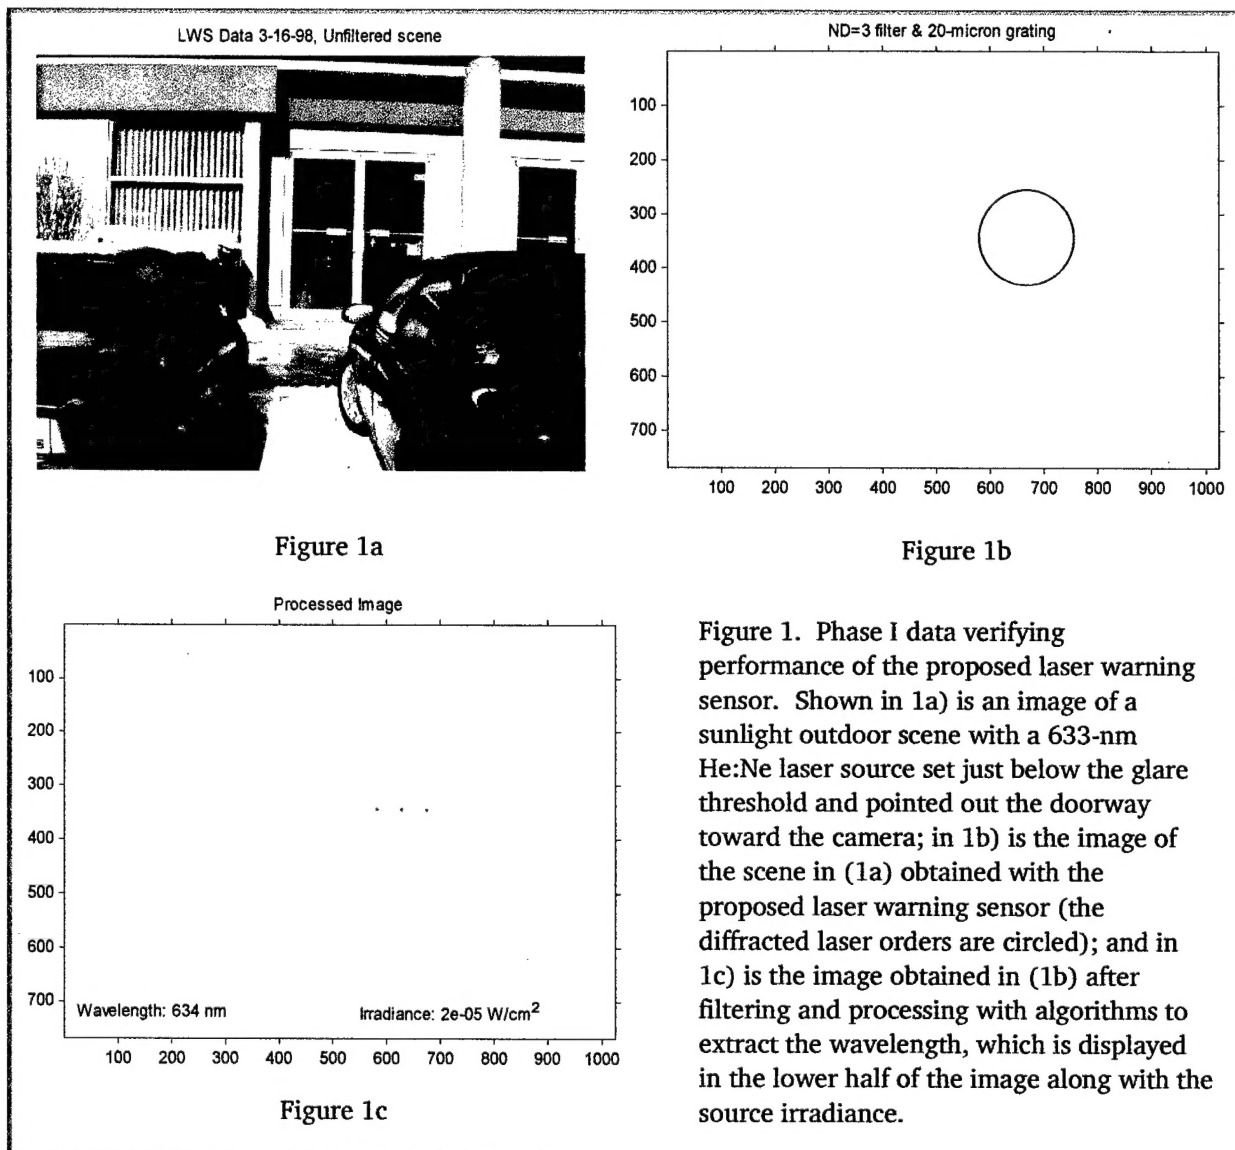 LWS Data 3-16-98, Unfiltered scene
Figure 1a
ND=3 filter & 20-micron grating
100
200
300
400
500
600
700
100 200 300 400 500 600 700 800 900 1000
Figure 1b
Processed Image
100
200
300
400
500
600
700
Wavelength: 634 nm Irradiance: 2e-05 W/cm²
100 200 300 400 500 600 700 800 900 1000
Figure 1c
Figure 1. Phase I data verifying
performance of the proposed laser warning
sensor. Shown in 1a) is an image of a
sunlight outdoor scene with a 633-nm
He:Ne laser source set just below the glare
threshold and pointed out the doorway
toward the camera; in 1b) is the image of
the scene in (1a) obtained with the
proposed laser warning sensor (the
diffracted laser orders are circled); and in
1c) is the image obtained in (1b) after
filtering and processing with algorithms to
extract the wavelength, which is displayed
in the lower half of the image along with the
source irradiance.